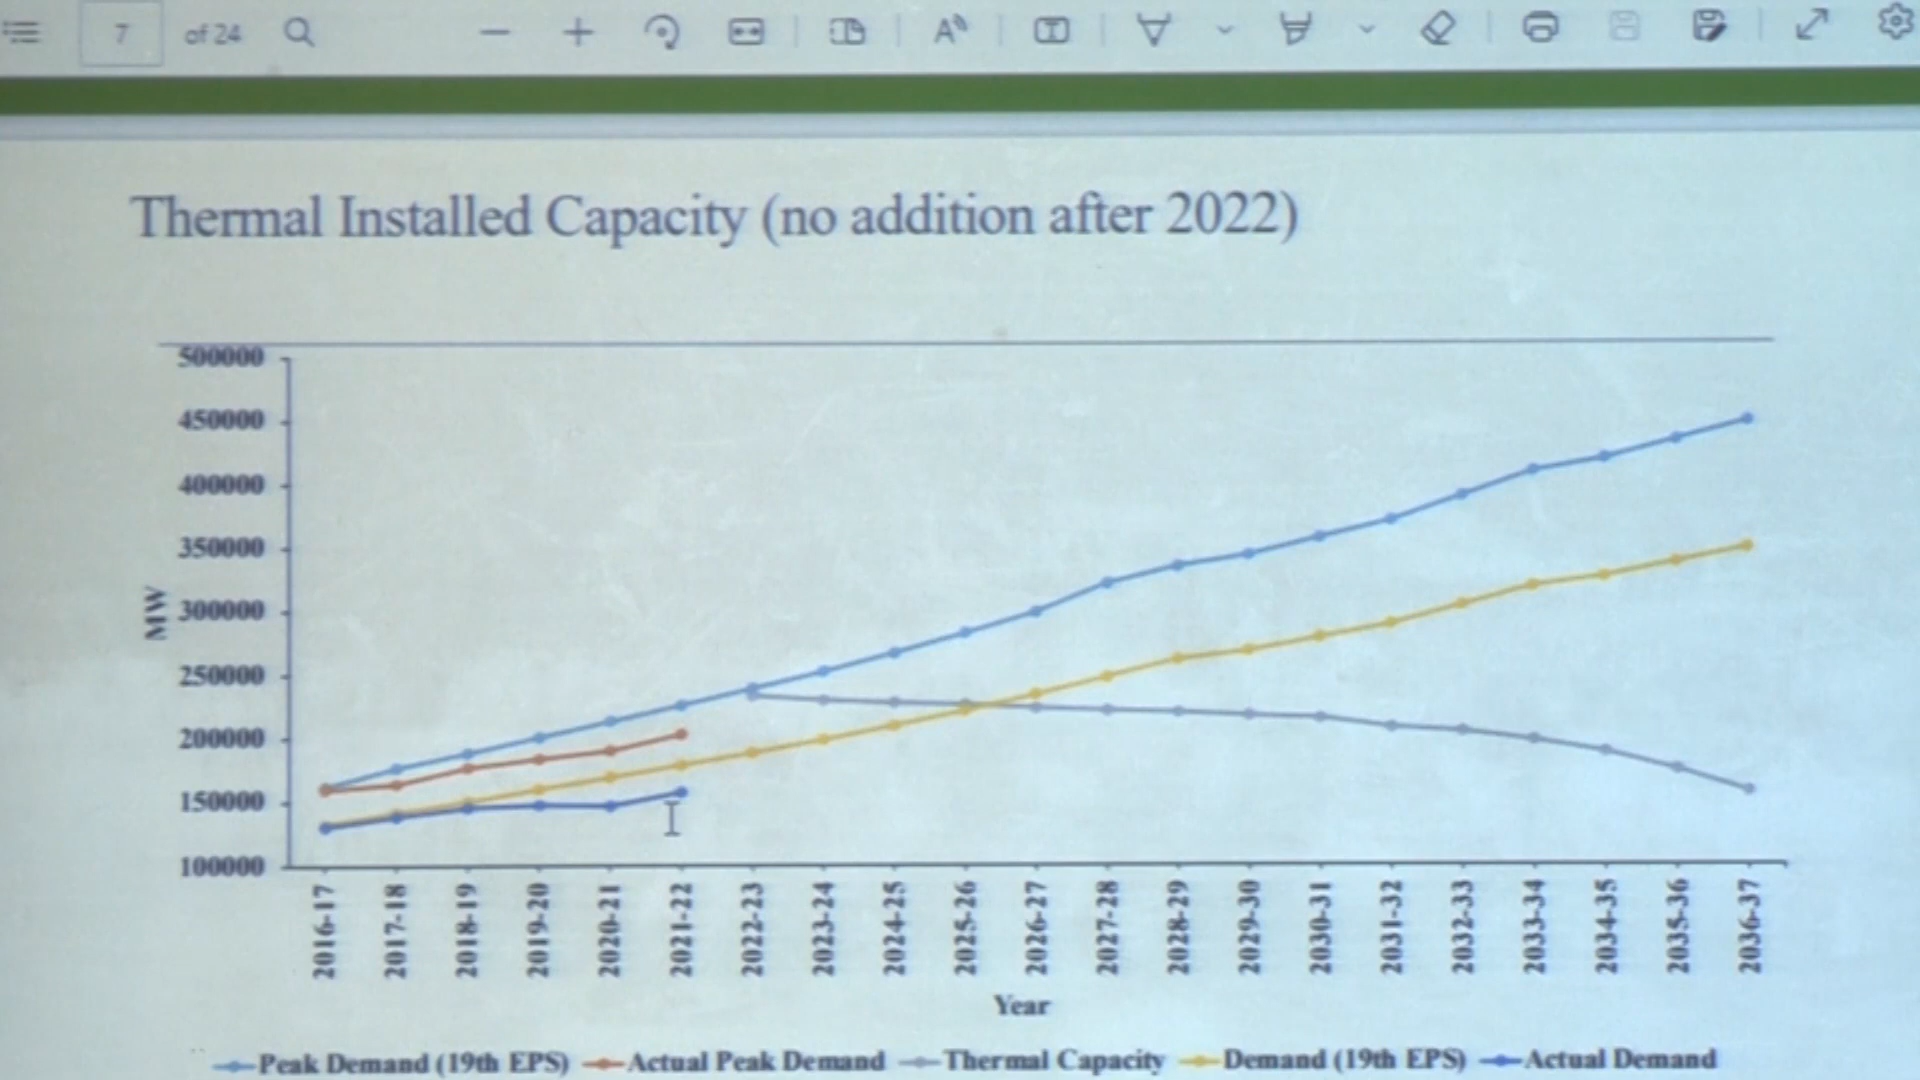 7 of 24
Thermal Installed Capacity (no addition after 2022)
500000
450000
400000
350000
300000
250000
200000
150000
100000
MW
2016-17 2017-18 2018-19 2019-20 2020-21 2021-22 2022-23 2023-24 2024-25 2025-26 2026-27 2027-28 2028-29 2029-30 2030-31 2031-32 2032-33 2033-34 2034-35 2035-36 2036-37
Year
Peak Demand (19th EPS) Actual Peak Demand Thermal Capacity Demand (19th EPS) Actual Demand